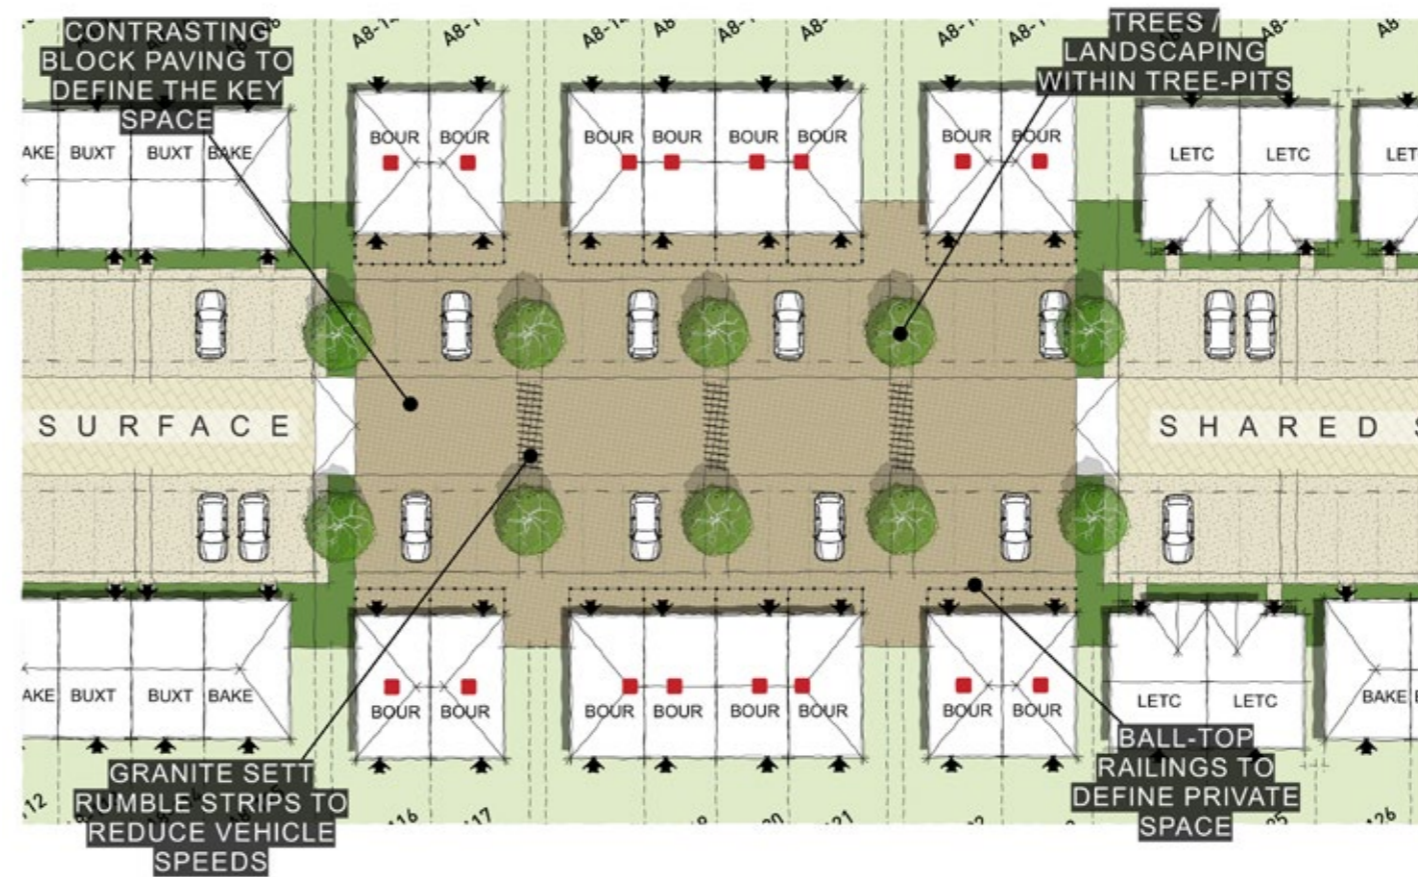 CONTRASTING
BLOCK PAVING TO
DEFINE THE KEY
SPACE
TREES /
LANDSCAPING
WITHIN TREE-PITS
AKE BUXT BUXT BAKE
BOUR BOUR
BOUR BOUR BOUR BOUR
BOUR BOUR
LETC LETC
LET
SURFACE
SHARED S
AKE BUXT BUXT BAKE
BOUR BOUR
BOUR BOUR BOUR BOUR
BOUR BOUR
LETC LETC
BAKE
GRANITE SETT
RUMBLE STRIPS TO
REDUCE VEHICLE
SPEEDS
BALL-TOP
RAILINGS TO
DEFINE PRIVATE
SPACE